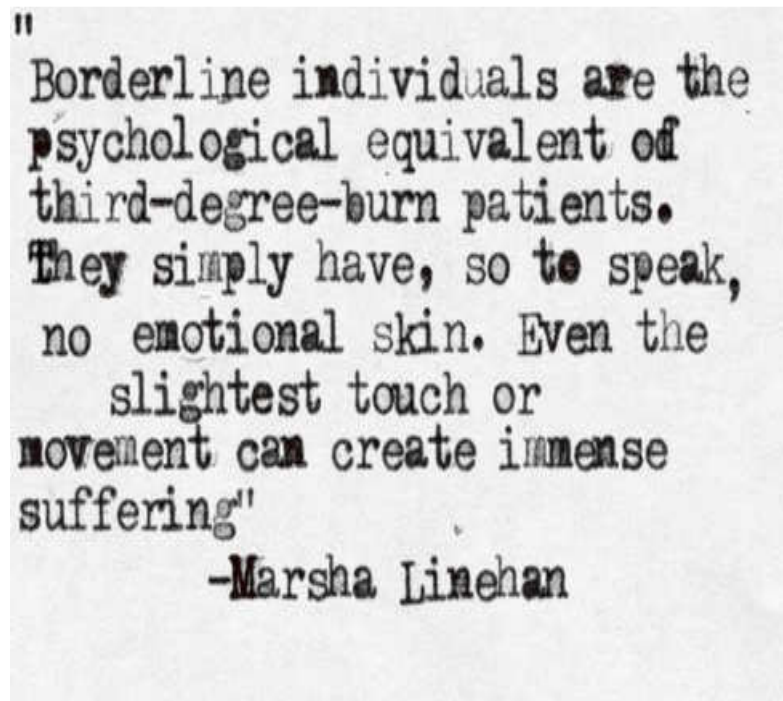 "
Borderline individuals are the
psychological equivalent of
third-degree-burn patients.
They simply have, so to speak,
no emotional skin. Even the
slightest touch or
movement can create immense
suffering"
-Marsha Linehan